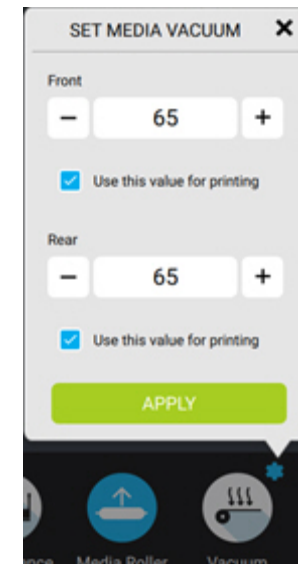 SET MEDIA VACUUM
Front
65
Use this value for printing
Rear
65
Use this value for printing
APPLY
Media Roller
Vacuum